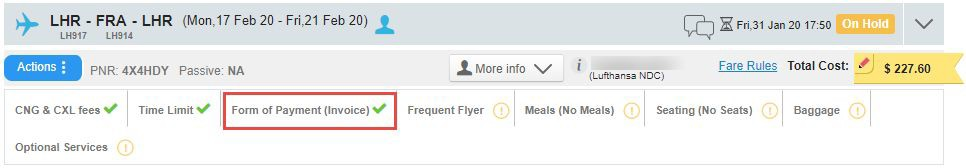 LHR - FRA - LHR (Mon,17 Feb 20 - Fri,21 Feb 20) Fri,31 Jan 20 17:50 On Hold
LH917 LH914
Actions PNR: 4X4HDY Passive: NA More info i (Lufthansa NDC) Fare Rules Total Cost: $ 227.60
CNG & CXL fees Time Limit Form of Payment (Invoice) Frequent Flyer Meals (No Meals) Seating (No Seats) Baggage
Optional Services